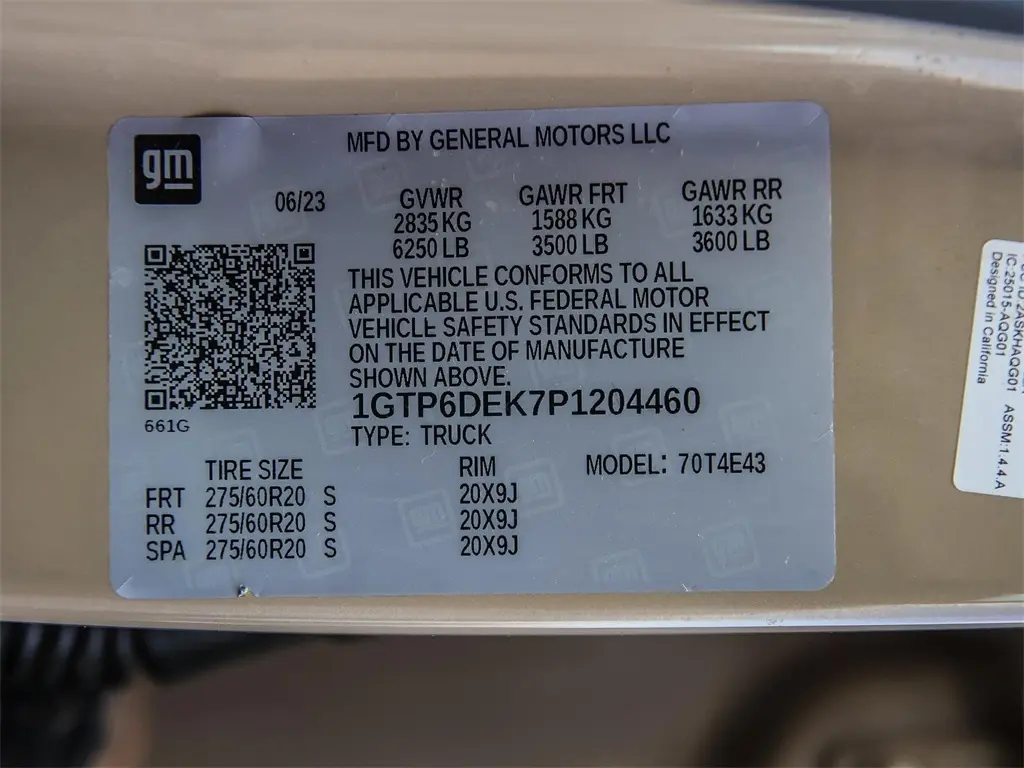 gm
MFD BY GENERAL MOTORS LLC
06/23
GVWR GAWR FRT GAWR RR
2835 KG 1588 KG 1633 KG
6250 LB 3500 LB 3600 LB
THIS VEHICLE CONFORMS TO ALL
APPLICABLE U.S. FEDERAL MOTOR
VEHICLE SAFETY STANDARDS IN EFFECT
ON THE DATE OF MANUFACTURE
SHOWN ABOVE.
1GTP6DEK7P1204460
661G
TYPE: TRUCK
TIRE SIZE RIM MODEL: 70T4E43
FRT 275/60R20 S 20X9J
RR 275/60R20 S 20X9J
SPA 275/60R20 S 20X9J
ID 2ASKHAQG01
IC:25015-AQG01 ASSM:1.4.4.A
Designed in California